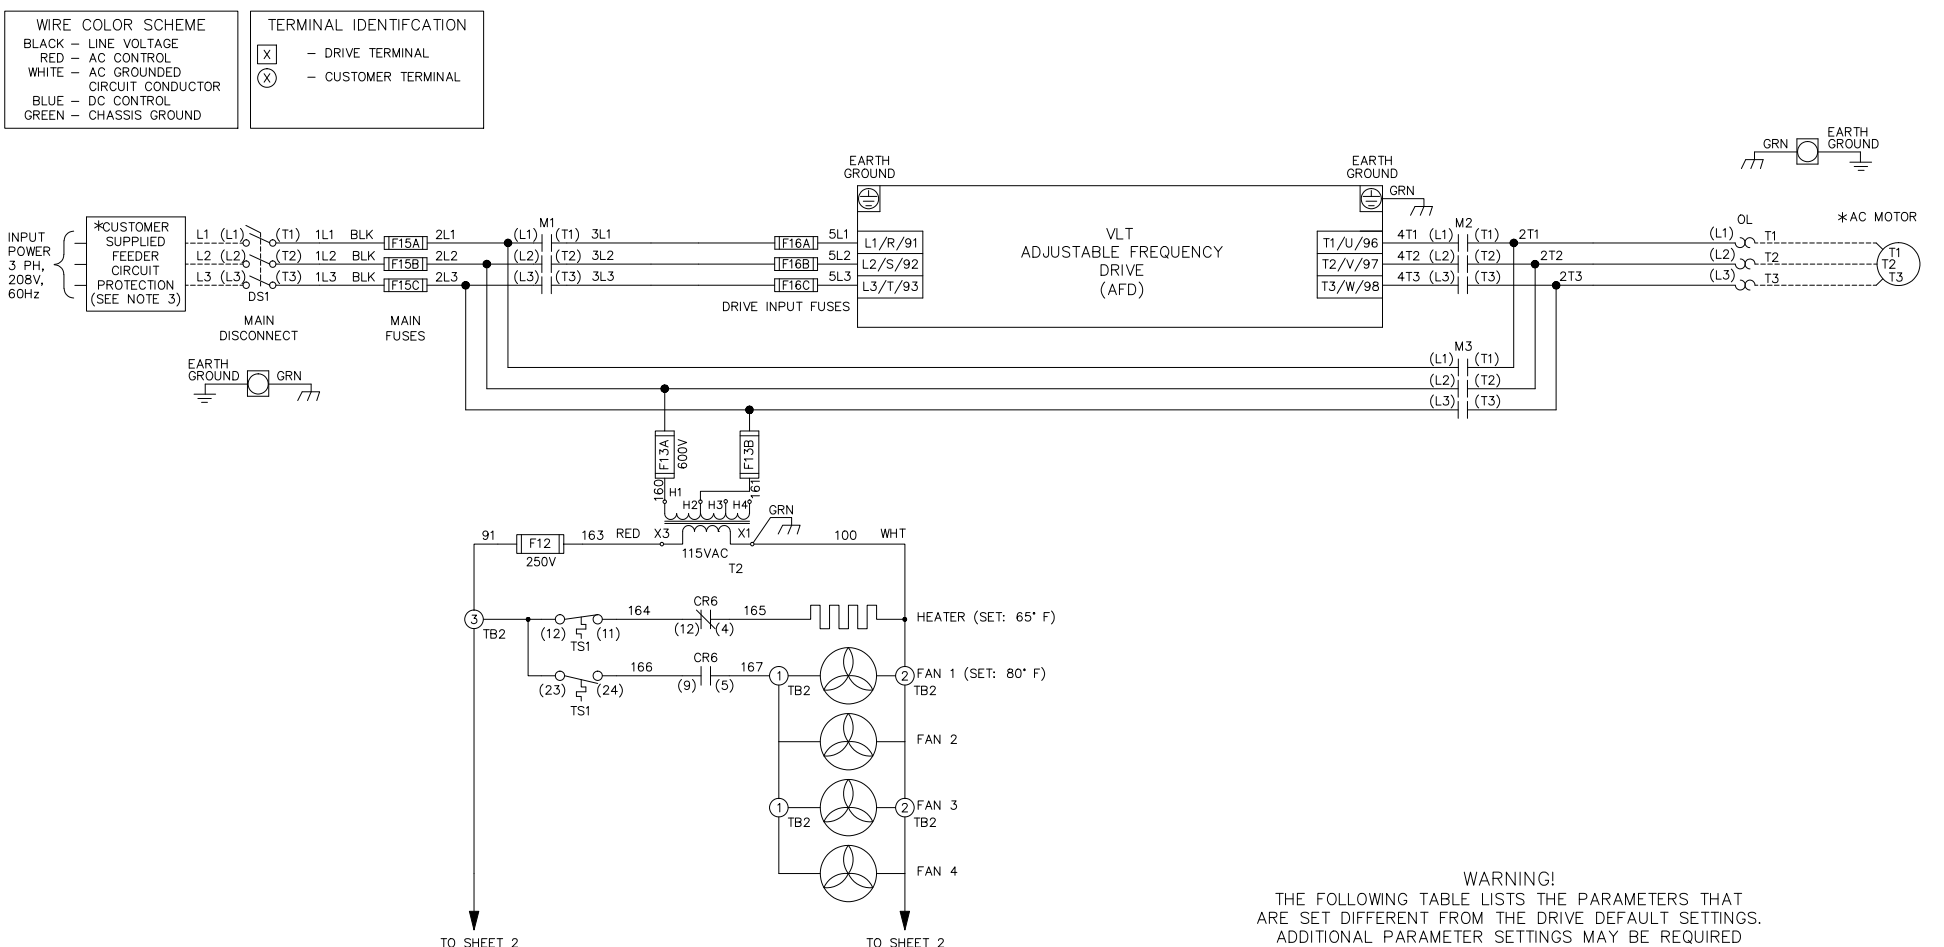 WIRE COLOR SCHEME
BLACK – LINE VOLTAGE
RED – AC CONTROL
WHITE – AC GROUNDED
CIRCUIT CONDUCTOR
BLUE – DC CONTROL
GREEN – CHASSIS GROUND
TERMINAL IDENTIFCATION
X – DRIVE TERMINAL
X – CUSTOMER TERMINAL
INPUT
POWER
3 PH,
208V,
60Hz
*CUSTOMER
SUPPLIED
FEEDER
CIRCUIT
PROTECTION
(SEE NOTE 3)
L1 (L1) (T1) 1L1 BLK F15A 2L1 (L1) M1 (T1) 3L1 F16A 5L1 L1/R/91
L2 (L2) (T2) 1L2 BLK F15B 2L2 (L2) (T2) 3L2 F16B 5L2 L2/S/92
L3 (L3) (T3) 1L3 BLK F15C 2L3 (L3) (T3) 3L3 F16C 5L3 L3/T/93
DS1
MAIN
DISCONNECT
MAIN
FUSES
DRIVE INPUT FUSES
EARTH
GROUND
GRN
EARTH
GROUND
VLT
ADJUSTABLE FREQUENCY
DRIVE
(AFD)
EARTH
GROUND
GRN
T1/U/96 4T1 (L1) M2 (T1) 2T1
T2/V/97 4T2 (L2) (T2) 2T2
T3/W/98 4T3 (L3) (T3) 2T3
GRN
EARTH
GROUND
OL
(L1) T1
(L2) T2
(L3) T3
*AC MOTOR
T1
T2
T3
M3
(L1) (T1)
(L2) (T2)
(L3) (T3)
F13A
600V
F13B
160
H1
H2
H3
H4
161
GRN
91 F12 163 RED X3 X1 100 WHT
250V
115VAC
T2
3
TB2
(12) (11)
TS1
164
CR6
(12) (4)
165
HEATER (SET: 65° F)
(23) (24)
TS1
166
CR6
(9) (5)
167
1
TB2
2
TB2
FAN 1 (SET: 80° F)
FAN 2
1
TB2
2
TB2
FAN 3
FAN 4
TO SHEET 2
TO SHEET 2
WARNING!
THE FOLLOWING TABLE LISTS THE PARAMETERS THAT
ARE SET DIFFERENT FROM THE DRIVE DEFAULT SETTINGS.
ADDITIONAL PARAMETER SETTINGS MAY BE REQUIRED